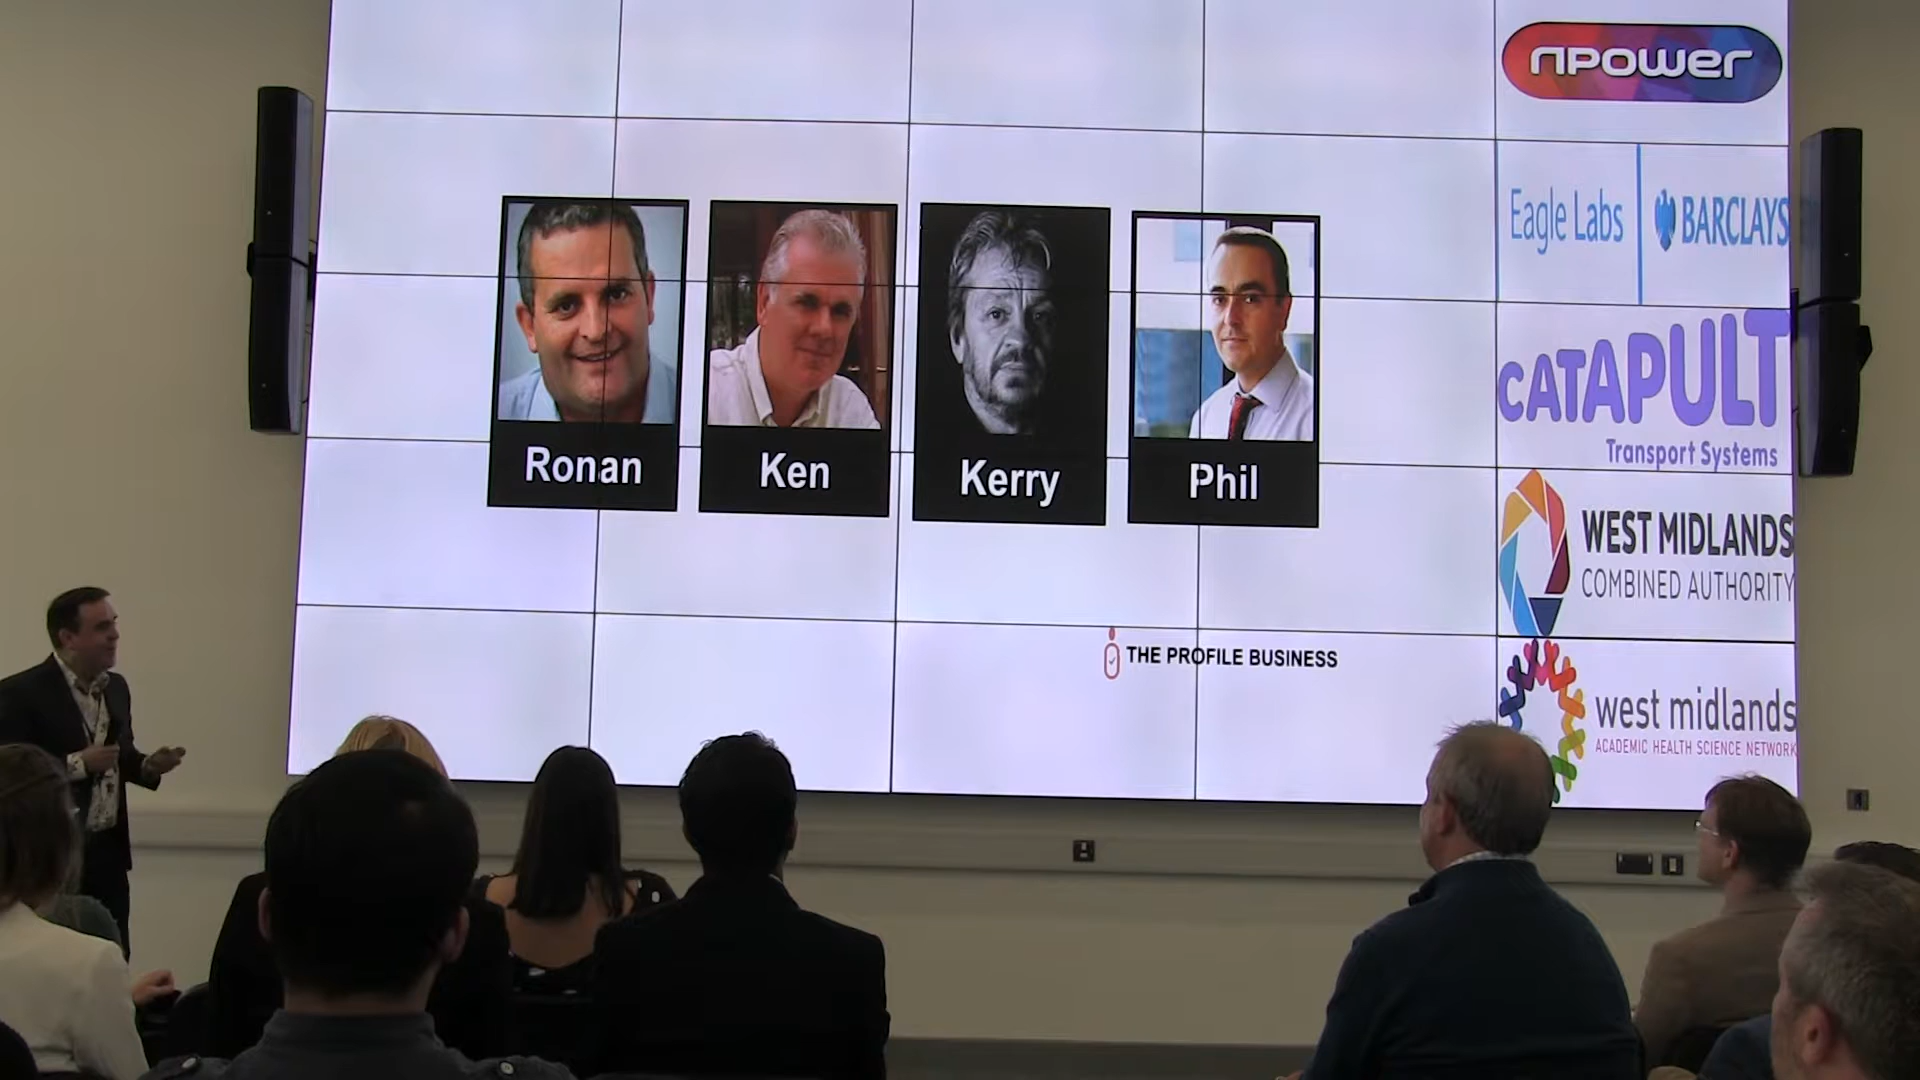 npower
Eagle Labs
BARCLAYS
CATAPULT
Transport Systems
Ronan
Ken
Kerry
Phil
WEST MIDLANDS
COMBINED AUTHORITY
THE PROFILE BUSINESS
west midlands
ACADEMIC HEALTH SCIENCE NETWORK